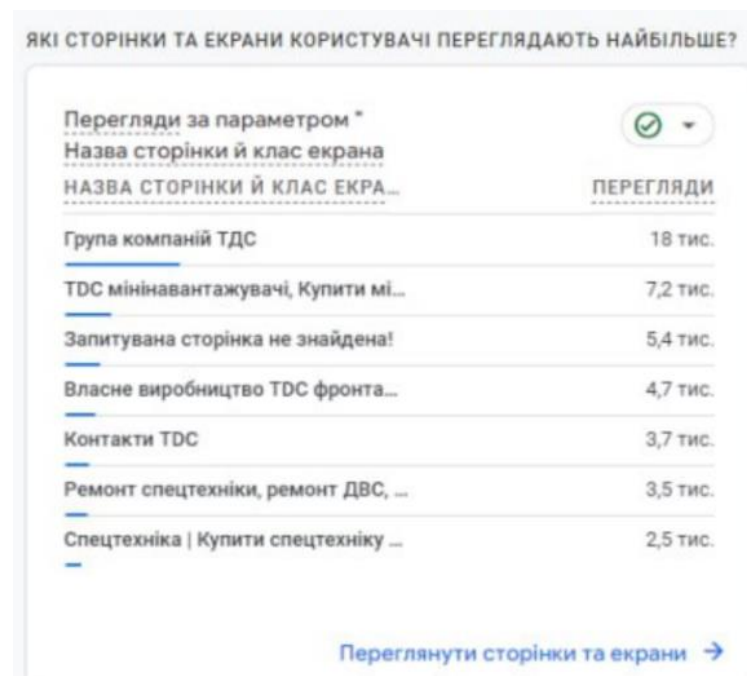 ЯКІ СТОРІНКИ ТА ЕКРАНИ КОРИСТУВАЧІ ПЕРЕГЛЯДАЮТЬ НАЙБІЛЬШЕ?
Перегляди за параметром "
Назва сторінки й клас екрана
НАЗВА СТОРІНКИ Й КЛАС ЕКРА... ПЕРЕГЛЯДИ
Група компаній ТДС 18 тис.
TDC мінінавантажувачі, Купити мі... 7,2 тис.
Запитувана сторінка не знайдена! 5,4 тис.
Власне виробництво TDC фронта... 4,7 тис.
Контакти TDC 3,7 тис.
Ремонт спецтехніки, ремонт ДВС, ... 3,5 тис.
Спецтехніка | Купити спецтехніку ... 2,5 тис.
Переглянути сторінки та екрани →